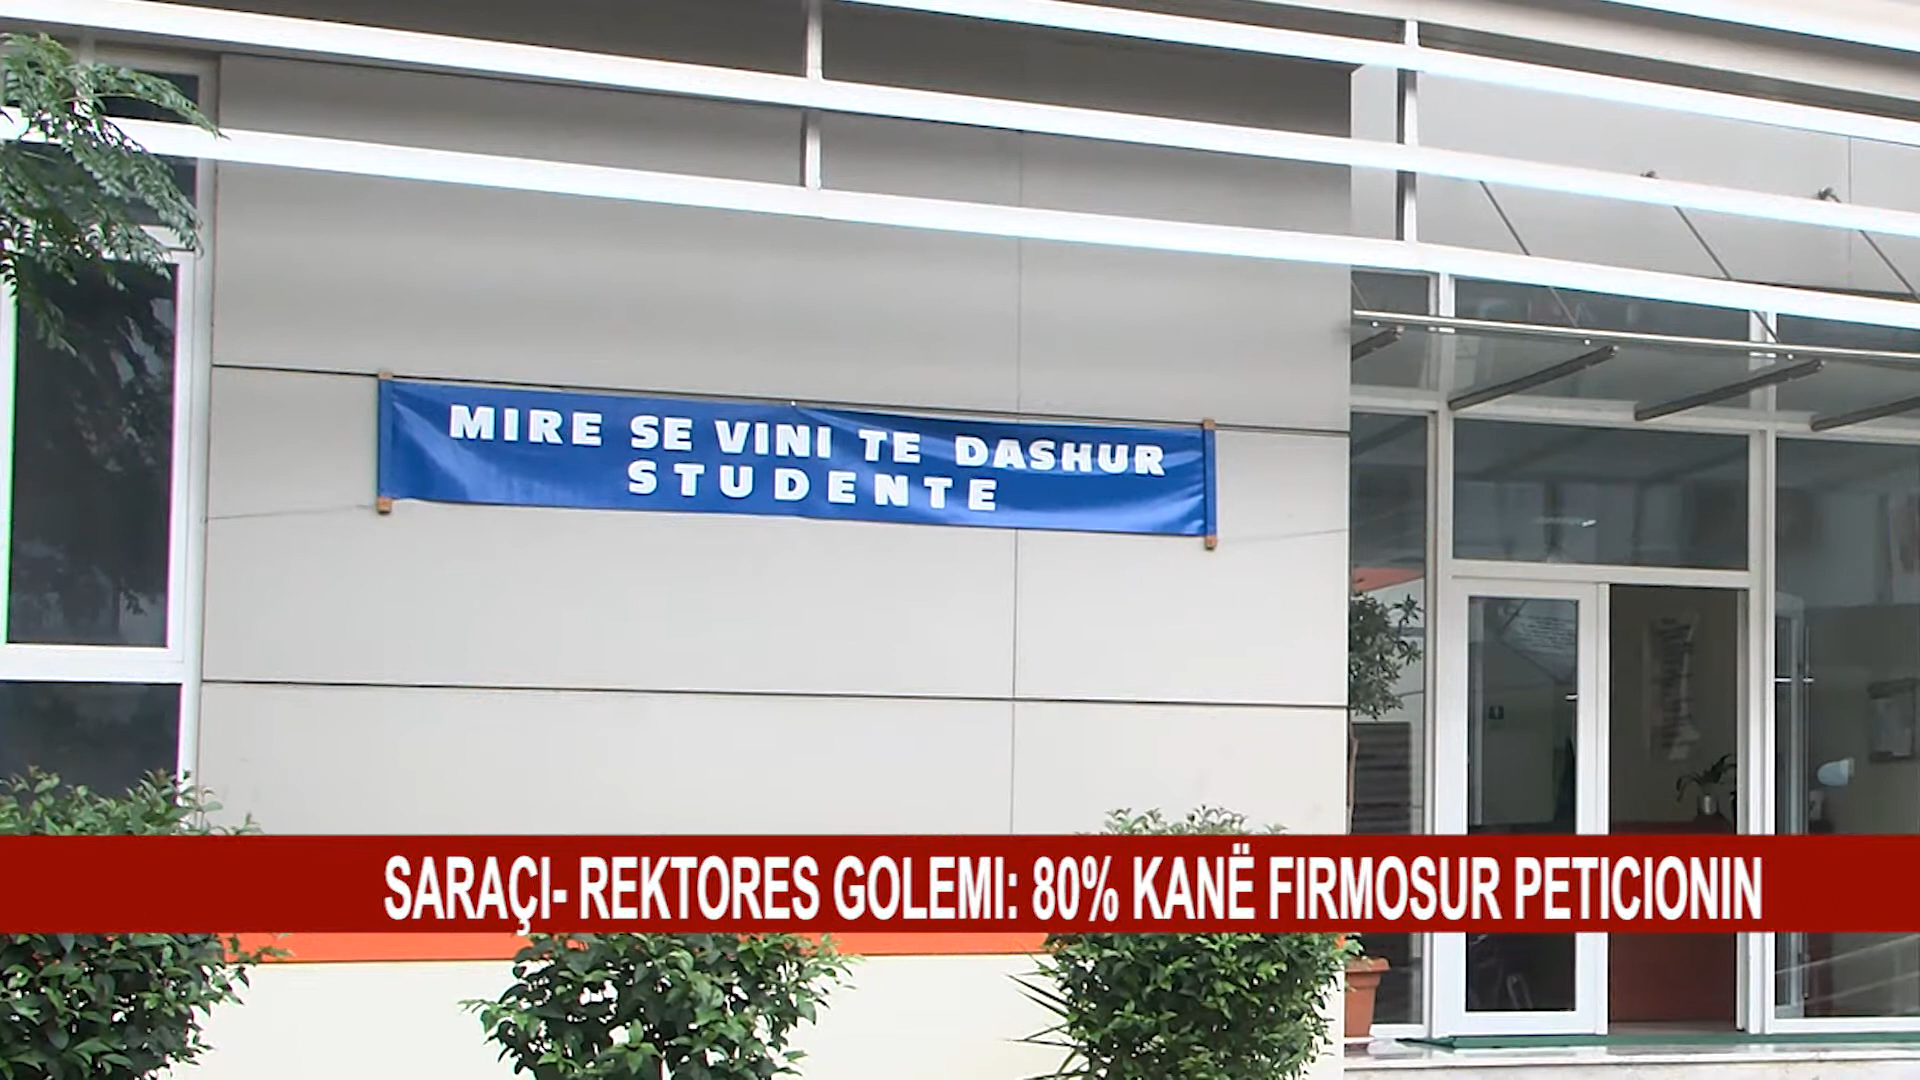 MIRE SE VINI TE DASHUR
STUDENTE
SARAÇI- REKTORES GOLEMI: 80% KANË FIRMOSUR PETICIONIN